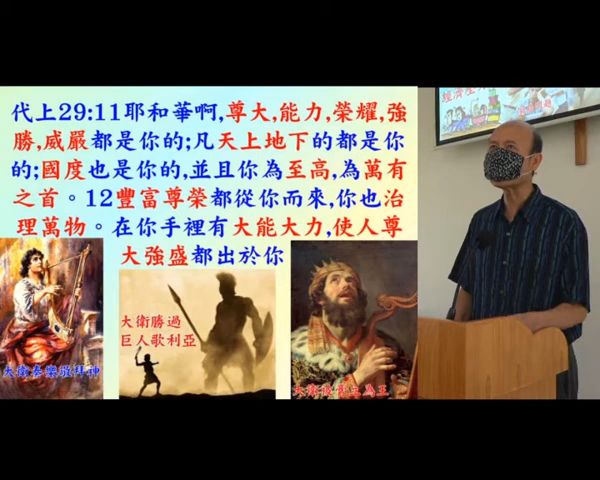 代上29:11耶和華啊,尊大,能力,榮耀,強
勝,威嚴都是你的;凡天上地下的都是你
的;國度也是你的,並且你為至高,為萬有
之首。12豐富尊榮都從你而來,你也治
理萬物。在你手裡有大能大力,使人尊
大強盛都出於你
大衛勝過
巨人歌利亞
大衛奏樂敬拜神